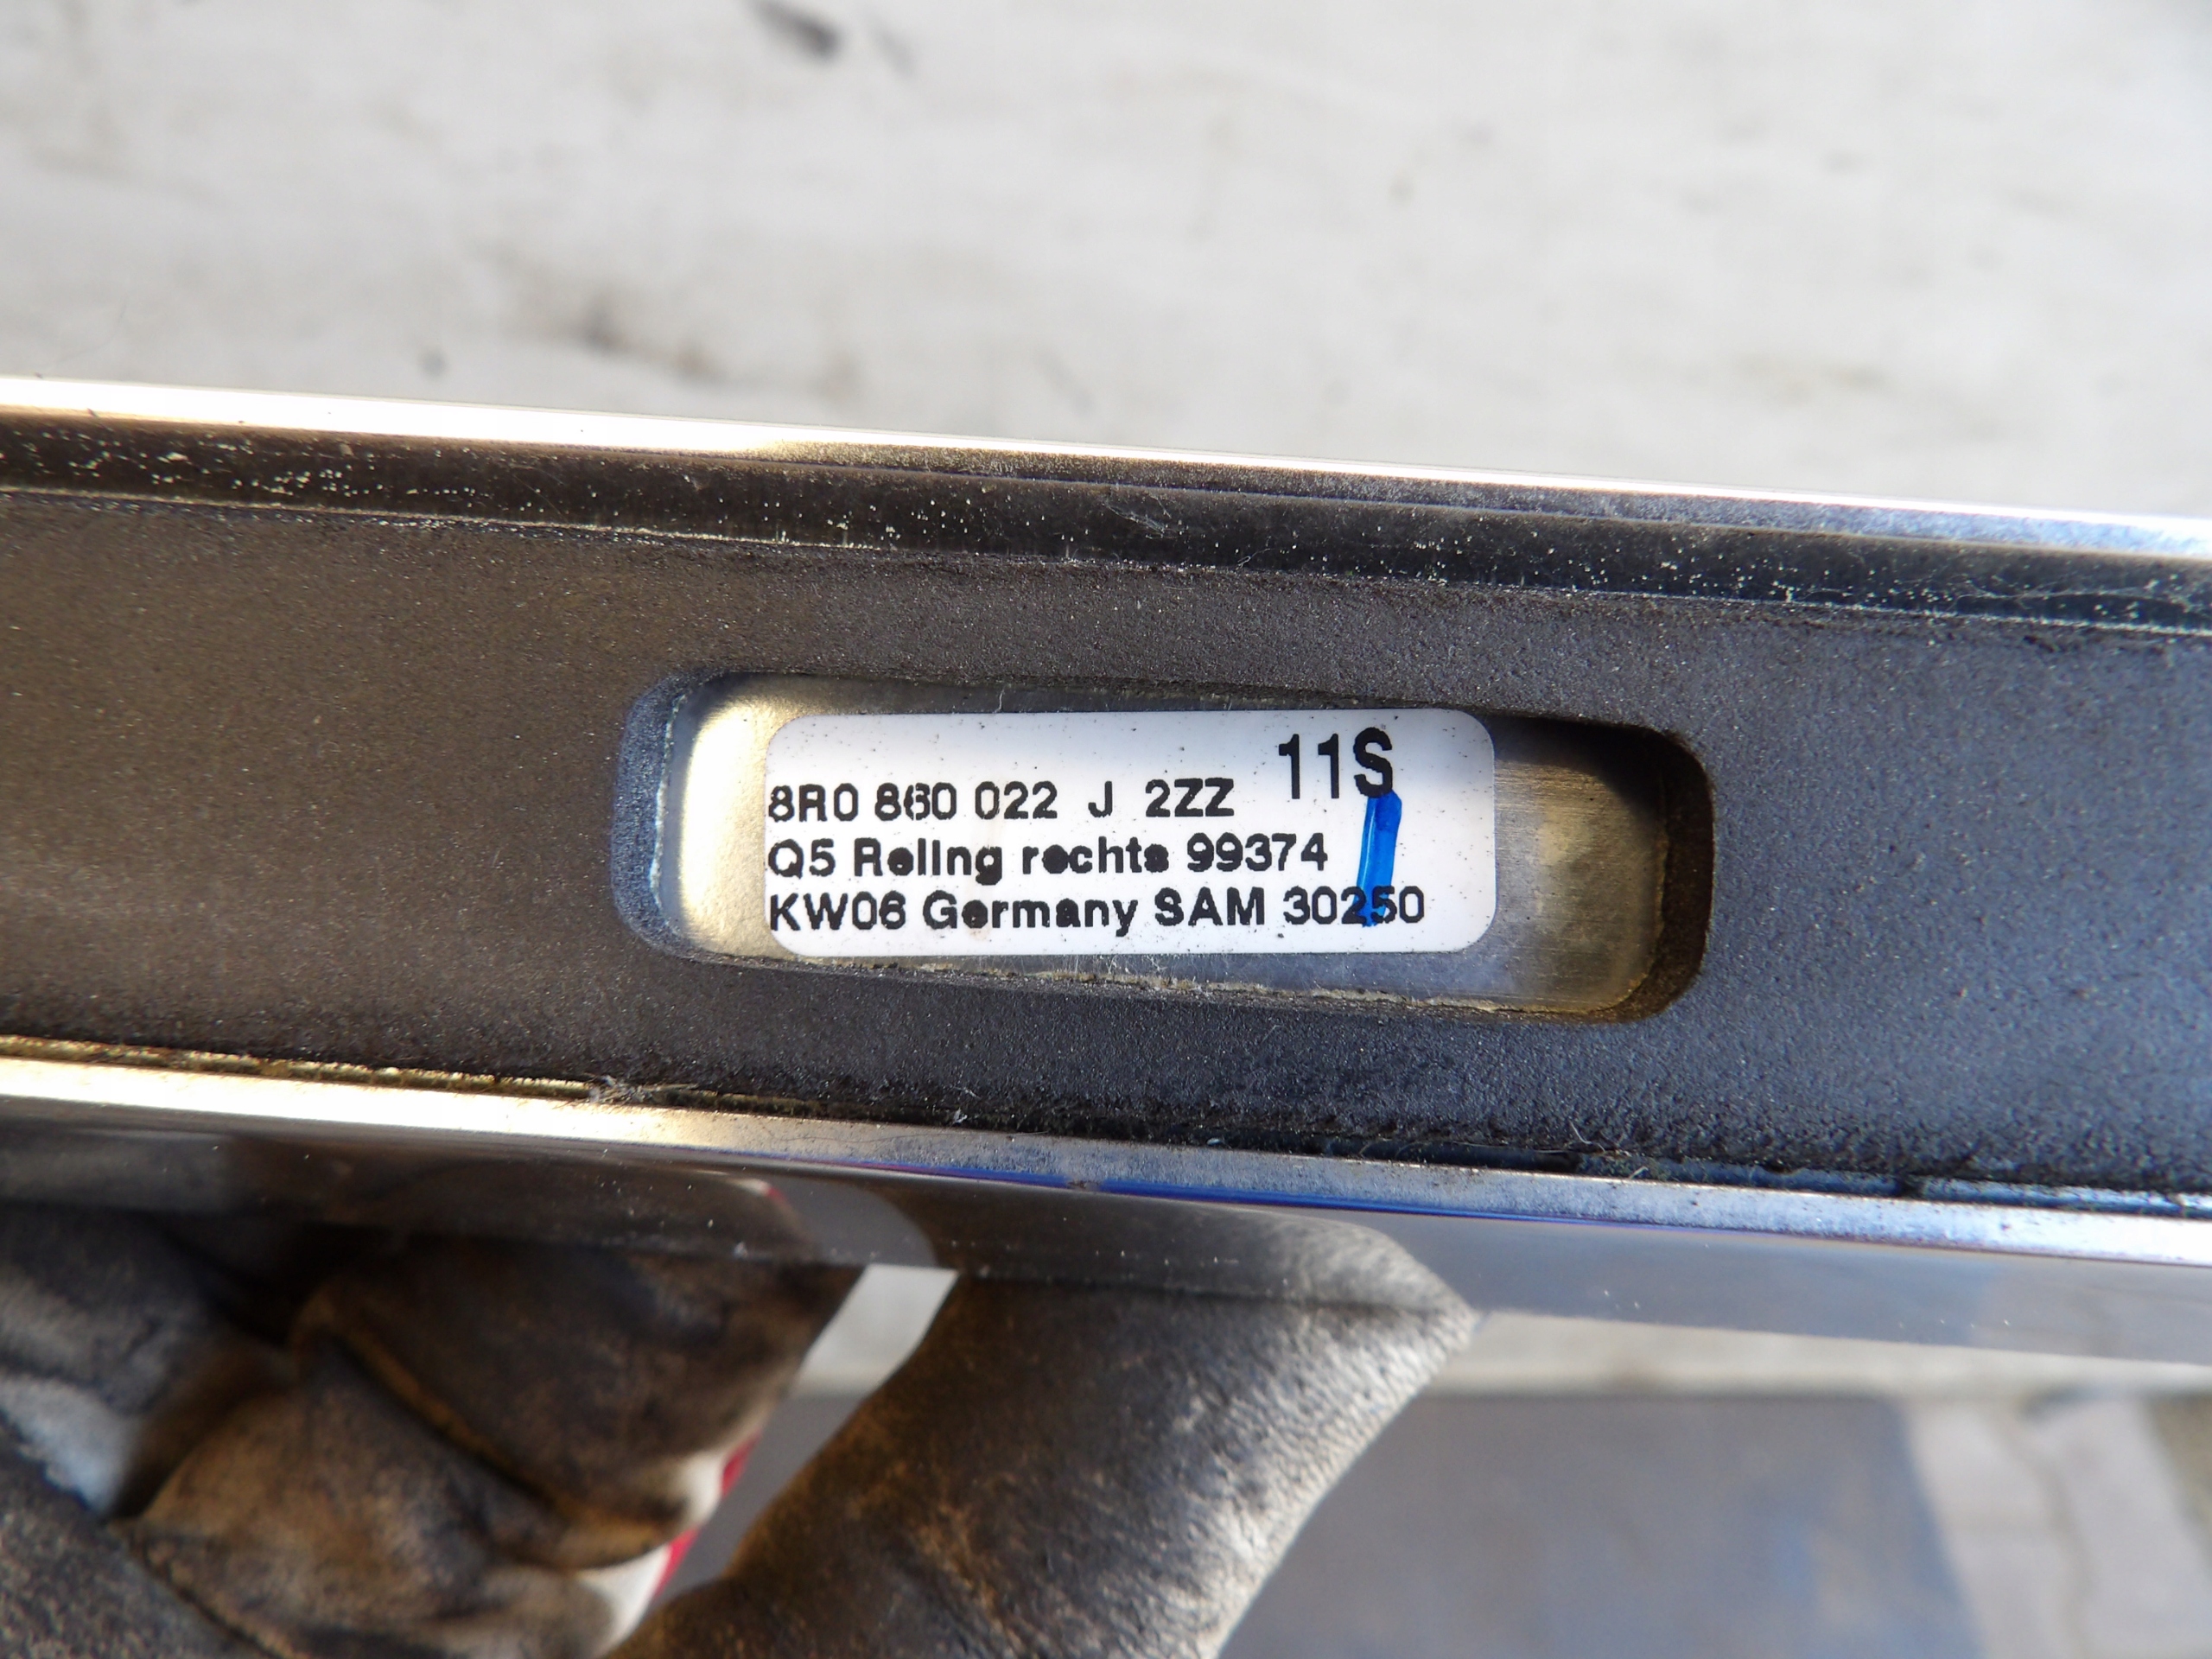 11S
8R0 860 022 J 2ZZ
Q5 Reling rechts 99374
KW06 Germany SAM 30250